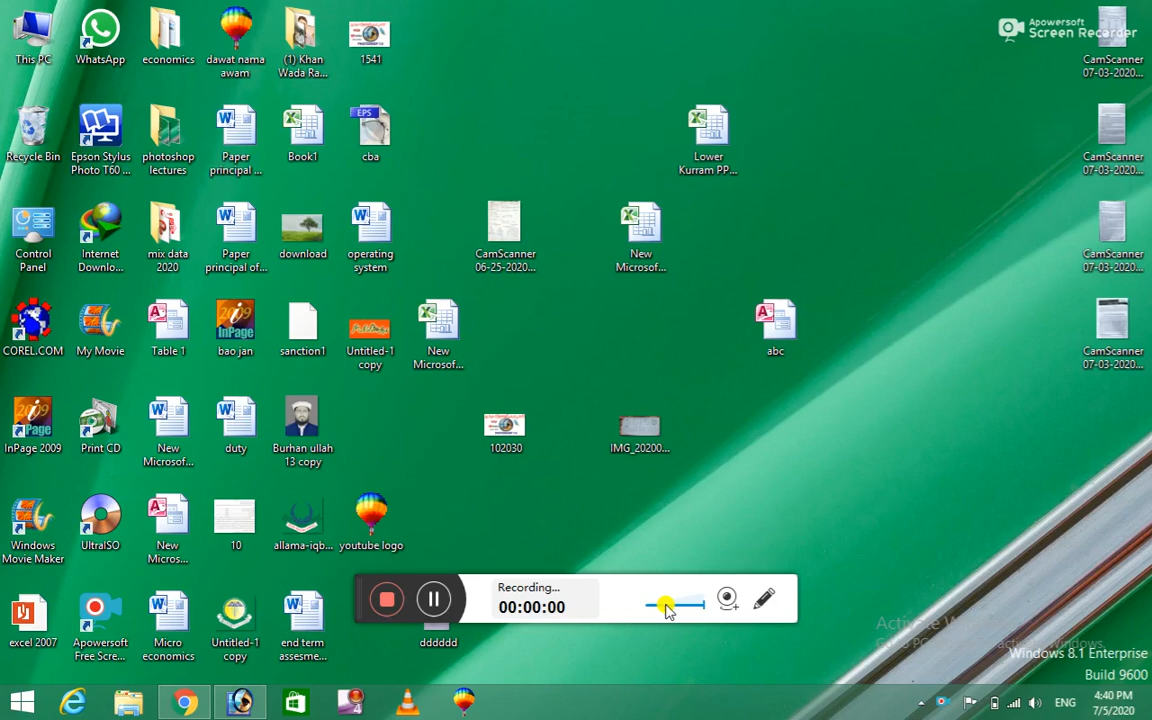 This PC
WhatsApp
economics
dawat nama
awam
(1) Khan
Wada Ra...
1541
Apowersoft
Screen Recorder
CamScanner
07-03-2020...
Recycle Bin
Epson Stylus
Photo T60 ...
photoshop
lectures
Paper
principal ...
Book1
EPS
cba
Lower
Kurram PP...
CamScanner
07-03-2020...
Control
Panel
Internet
Downlo...
mix data
2020
Paper
principal of...
download
operating
system
CamScanner
06-25-2020...
New
Microsof...
CamScanner
07-03-2020...
COREL.COM
My Movie
Table 1
2009
InPage
bao jan
sanction1
Untitled-1
copy
New
Microsof...
abc
CamScanner
07-03-2020...
2009
InPage
InPage 2009
Print CD
New
Microsof...
duty
Burhan ullah
13 copy
102030
IMG_20200...
Windows
Movie Maker
UltraISO
New
Micros...
10
allama-iqb...
youtube logo
Recording...
00:00:00
excel 2007
Apowersoft
Free Scre...
Micro
economics
Untitled-1
copy
end term
assesme...
dddddd
Windows 8.1 Enterprise
Build 9600
ENG
4:40 PM
7/5/2020